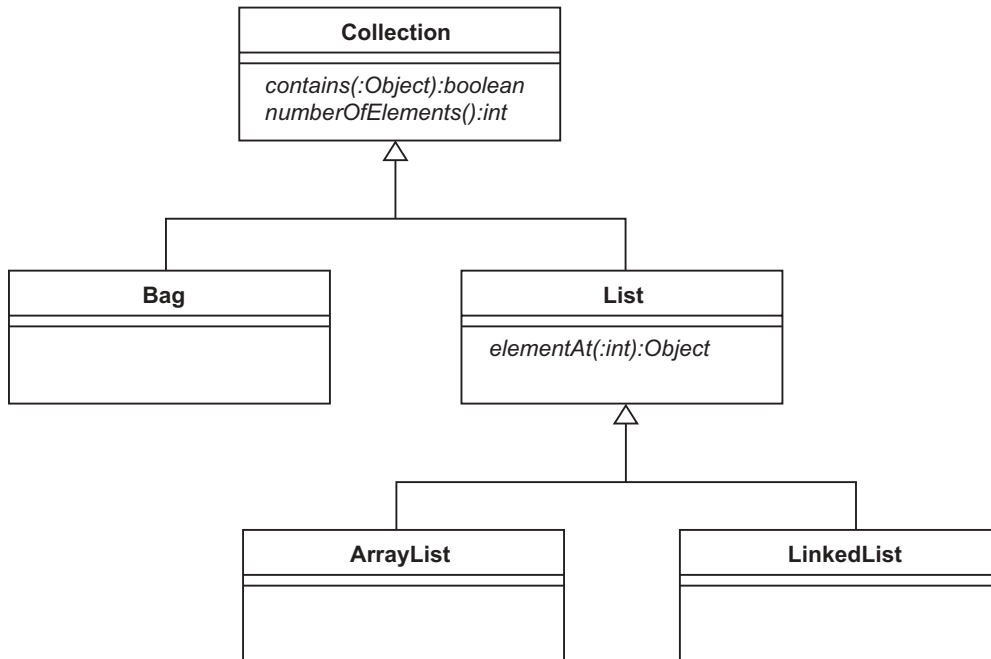 Collection
contains(:Object):boolean
numberOfElements():int
Bag
List
elementAt(:int):Object
ArrayList
LinkedList